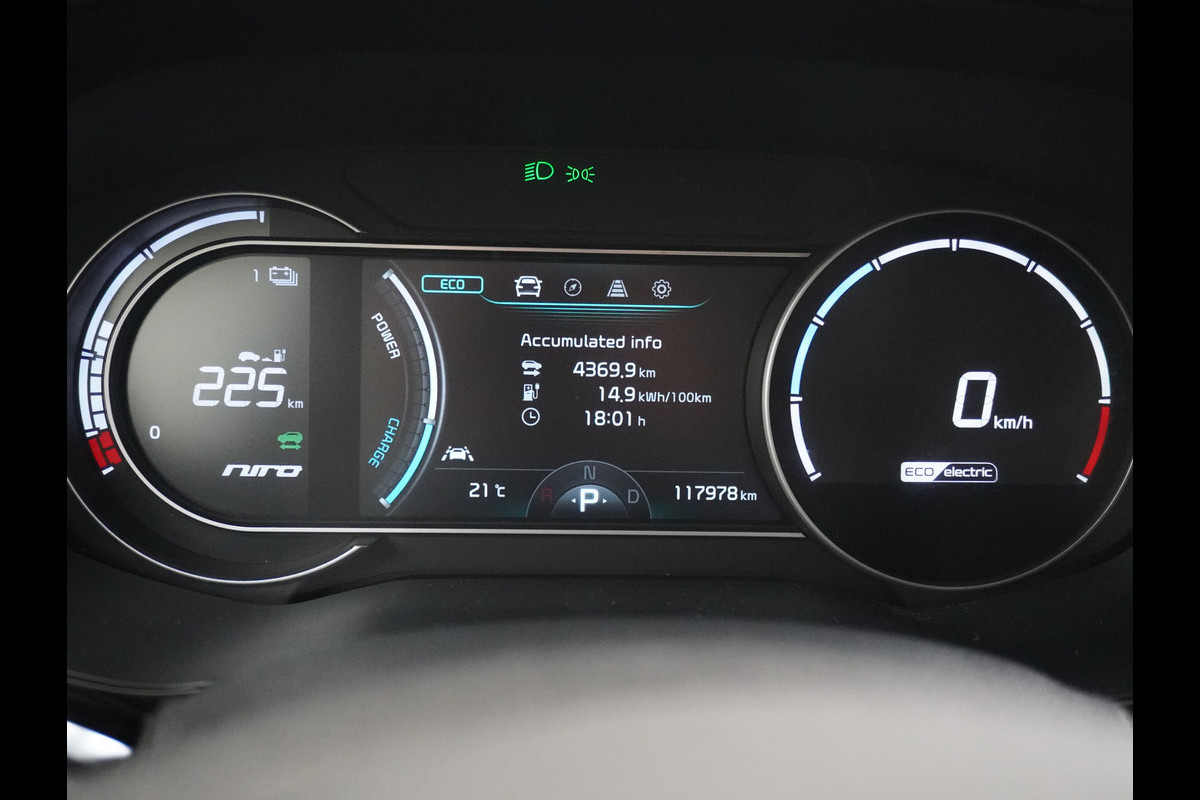 1
225 km
0
niro
POWER
CHARGE
ECO
Accumulated info
4369.9 km
14.9 kWh/100km
18:01 h
21 ℃
N
R P D
117978 km
0 km/h
ECO electric